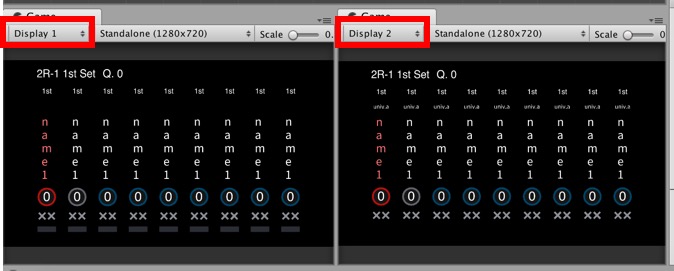 Game
Display 1 Standalone (1280x720) Scale 0.
2R-1 1st Set Q. 0
1st 1st 1st 1st 1st 1st 1st 1st 1st
name1 name1 name1 name1 name1 name1 name1 name1 name1
0 0 0 0 0 0 0 0 0
×× ×× ×× ×× ×× ×× ×× ×× ××
Game
Display 2 Standalone (1280x720) Scale 0.
2R-1 1st Set Q. 0
1st 1st 1st 1st 1st 1st 1st 1st 1st
univ.a univ.a univ.a univ.a univ.a univ.a univ.a univ.a univ.a
name1 name1 name1 name1 name1 name1 name1 name1 name1
0 0 0 0 0 0 0 0 0
×× ×× ×× ×× ×× ×× ×× ×× ××